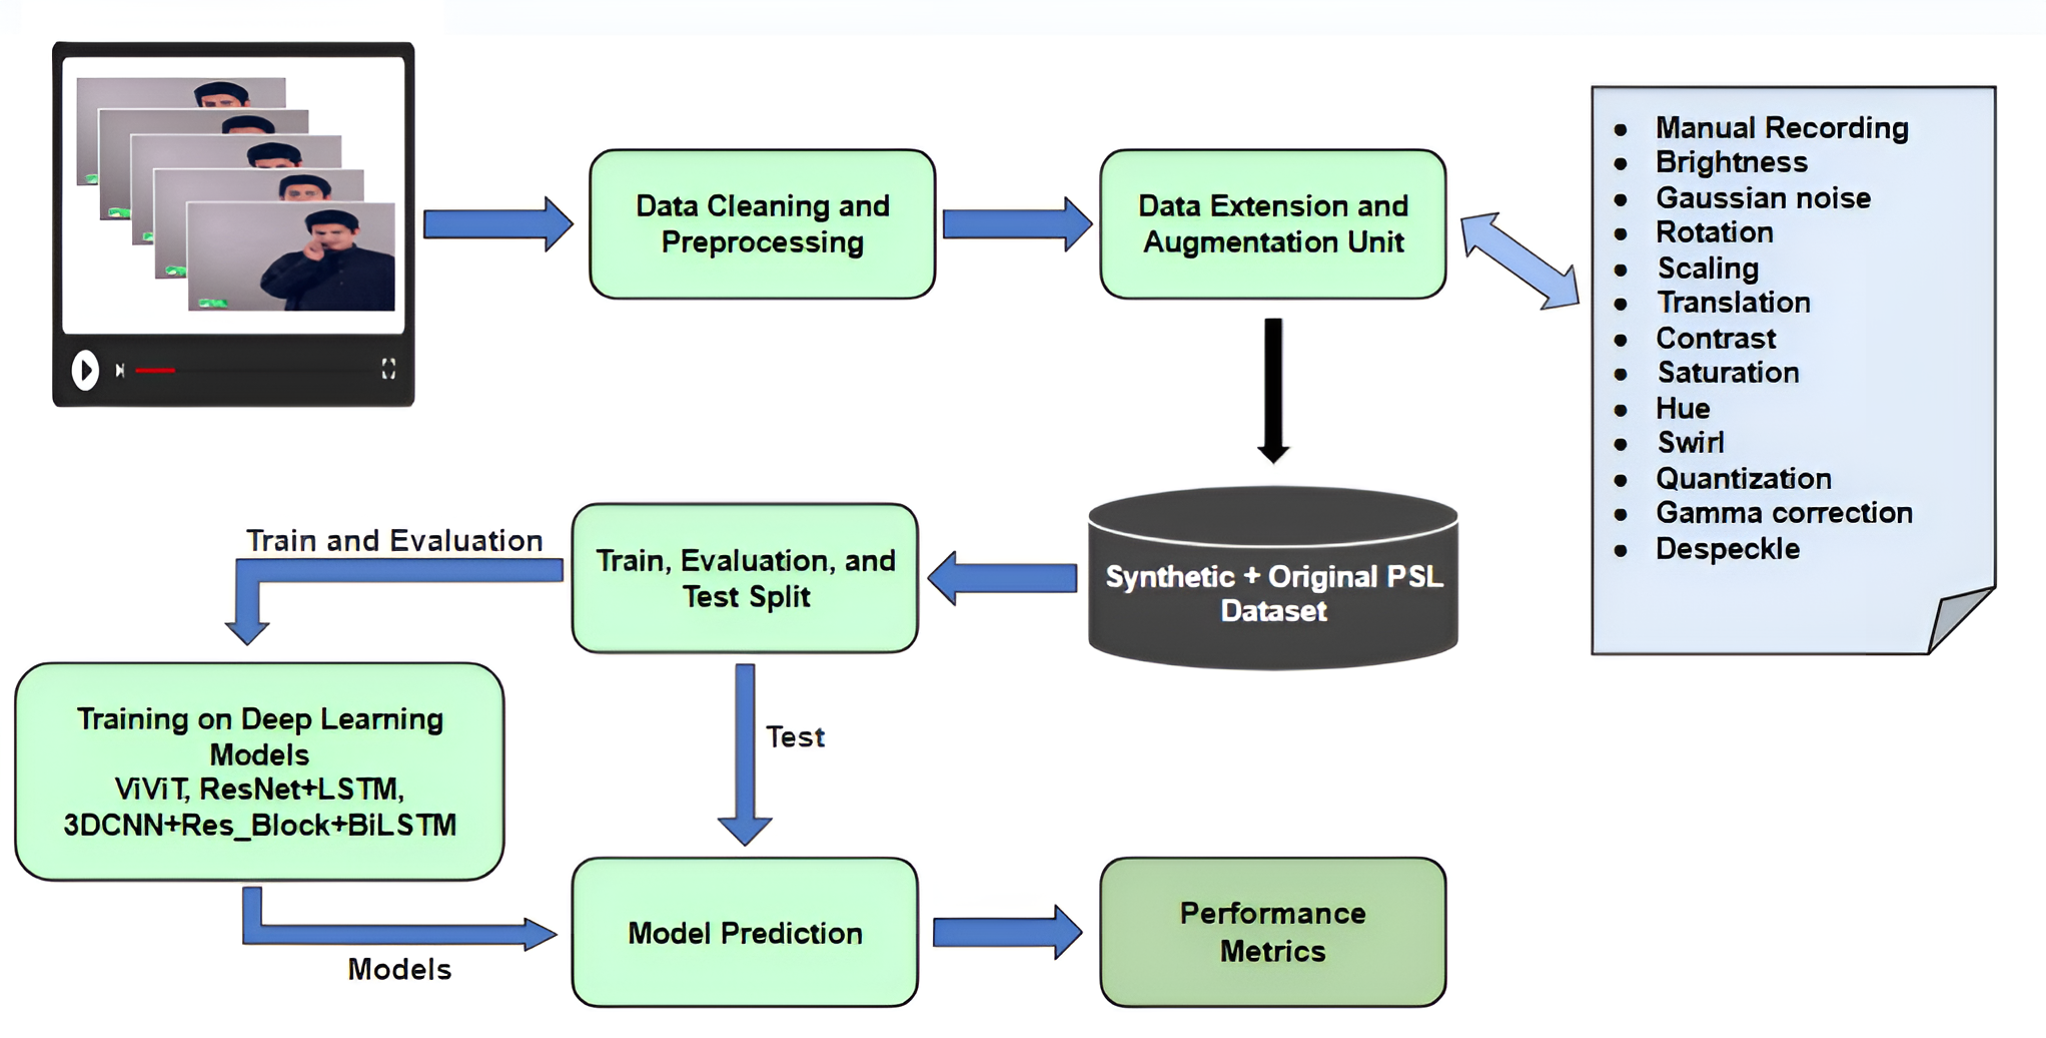 Data Cleaning and
Preprocessing
Data Extension and
Augmentation Unit
● Manual Recording
● Brightness
● Gaussian noise
● Rotation
● Scaling
● Translation
● Contrast
● Saturation
● Hue
● Swirl
● Quantization
● Gamma correction
● Despeckle
Synthetic + Original PSL
Dataset
Train, Evaluation, and
Test Split
Train and Evaluation
Training on Deep Learning
Models
ViViT, ResNet+LSTM,
3DCNN+Res_Block+BiLSTM
Test
Models
Model Prediction
Performance
Metrics